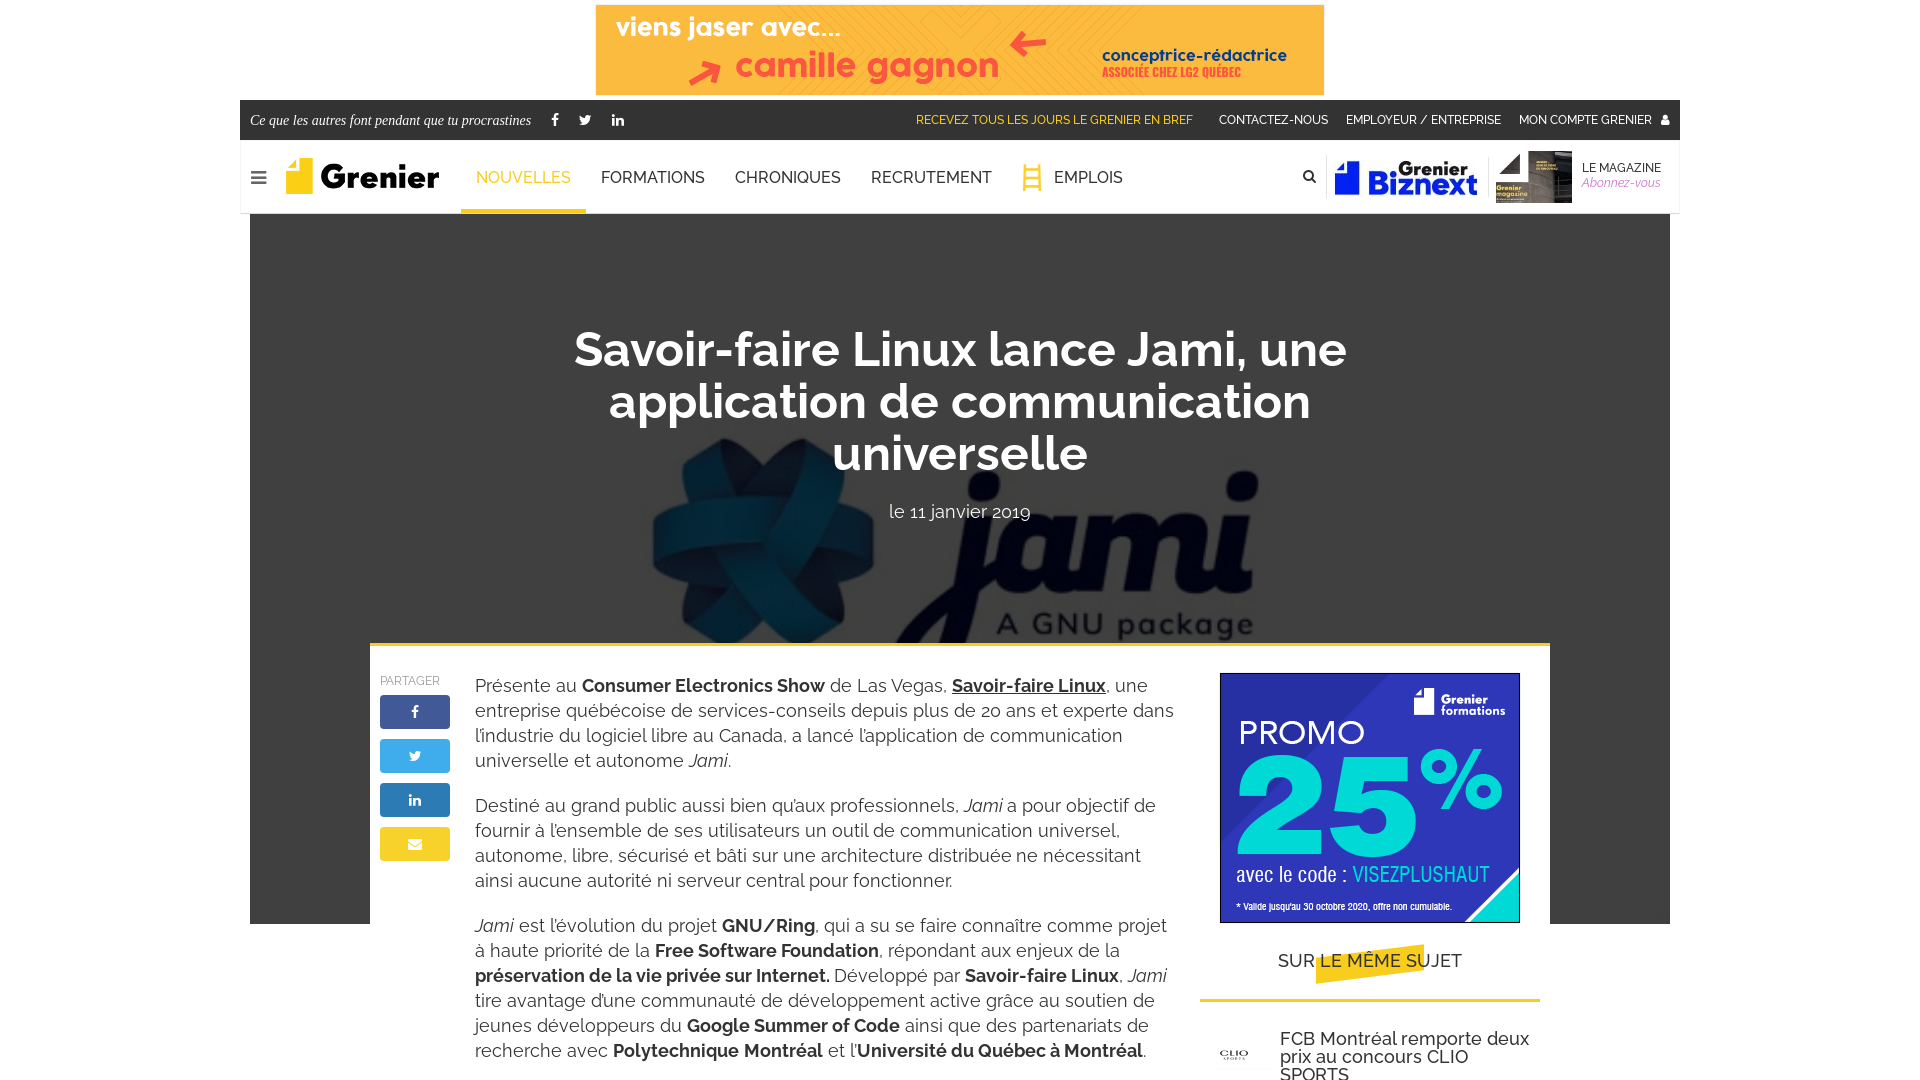 viens jaser avec...
camille gagnon
conceptrice-rédactrice
ASSOCIÉE CHEZ LG2 QUÉBEC
Ce que les autres font pendant que tu procrastines
RECEVEZ TOUS LES JOURS LE GRENIER EN BREF
CONTACTEZ-NOUS
EMPLOYEUR / ENTREPRISE
MON COMPTE GRENIER
Grenier
NOUVELLES
FORMATIONS
CHRONIQUES
RECRUTEMENT
EMPLOIS
Grenier
Biznext
Grenier
magazine
LE MAGAZINE
Abonnez-vous
Savoir-faire Linux lance Jami, une
application de communication
universelle
le 11 janvier 2019
jami
A GNU package
PARTAGER
Présente au Consumer Electronics Show de Las Vegas, Savoir-faire Linux, une
entreprise québécoise de services-conseils depuis plus de 20 ans et experte dans
l’industrie du logiciel libre au Canada, a lancé l’application de communication
universelle et autonome Jami.
Destiné au grand public aussi bien qu’aux professionnels, Jami a pour objectif de
fournir à l’ensemble de ses utilisateurs un outil de communication universel,
autonome, libre, sécurisé et bâti sur une architecture distribuée ne nécessitant
ainsi aucune autorité ni serveur central pour fonctionner.
Jami est l’évolution du projet GNU/Ring, qui a su se faire connaître comme projet
à haute priorité de la Free Software Foundation, répondant aux enjeux de la
préservation de la vie privée sur Internet. Développé par Savoir-faire Linux, Jami
tire avantage d’une communauté de développement active grâce au soutien de
jeunes développeurs du Google Summer of Code ainsi que des partenariats de
recherche avec Polytechnique Montréal et l’Université du Québec à Montréal.
Grenier
formations
PROMO
25%
avec le code : VISEZPLUSHAUT
* Valide jusqu'au 30 octobre 2020, offre non cumulable.
SUR LE MÊME SUJET
CLIO
SPORTS
FCB Montréal remporte deux
prix au concours CLIO
SPORTS